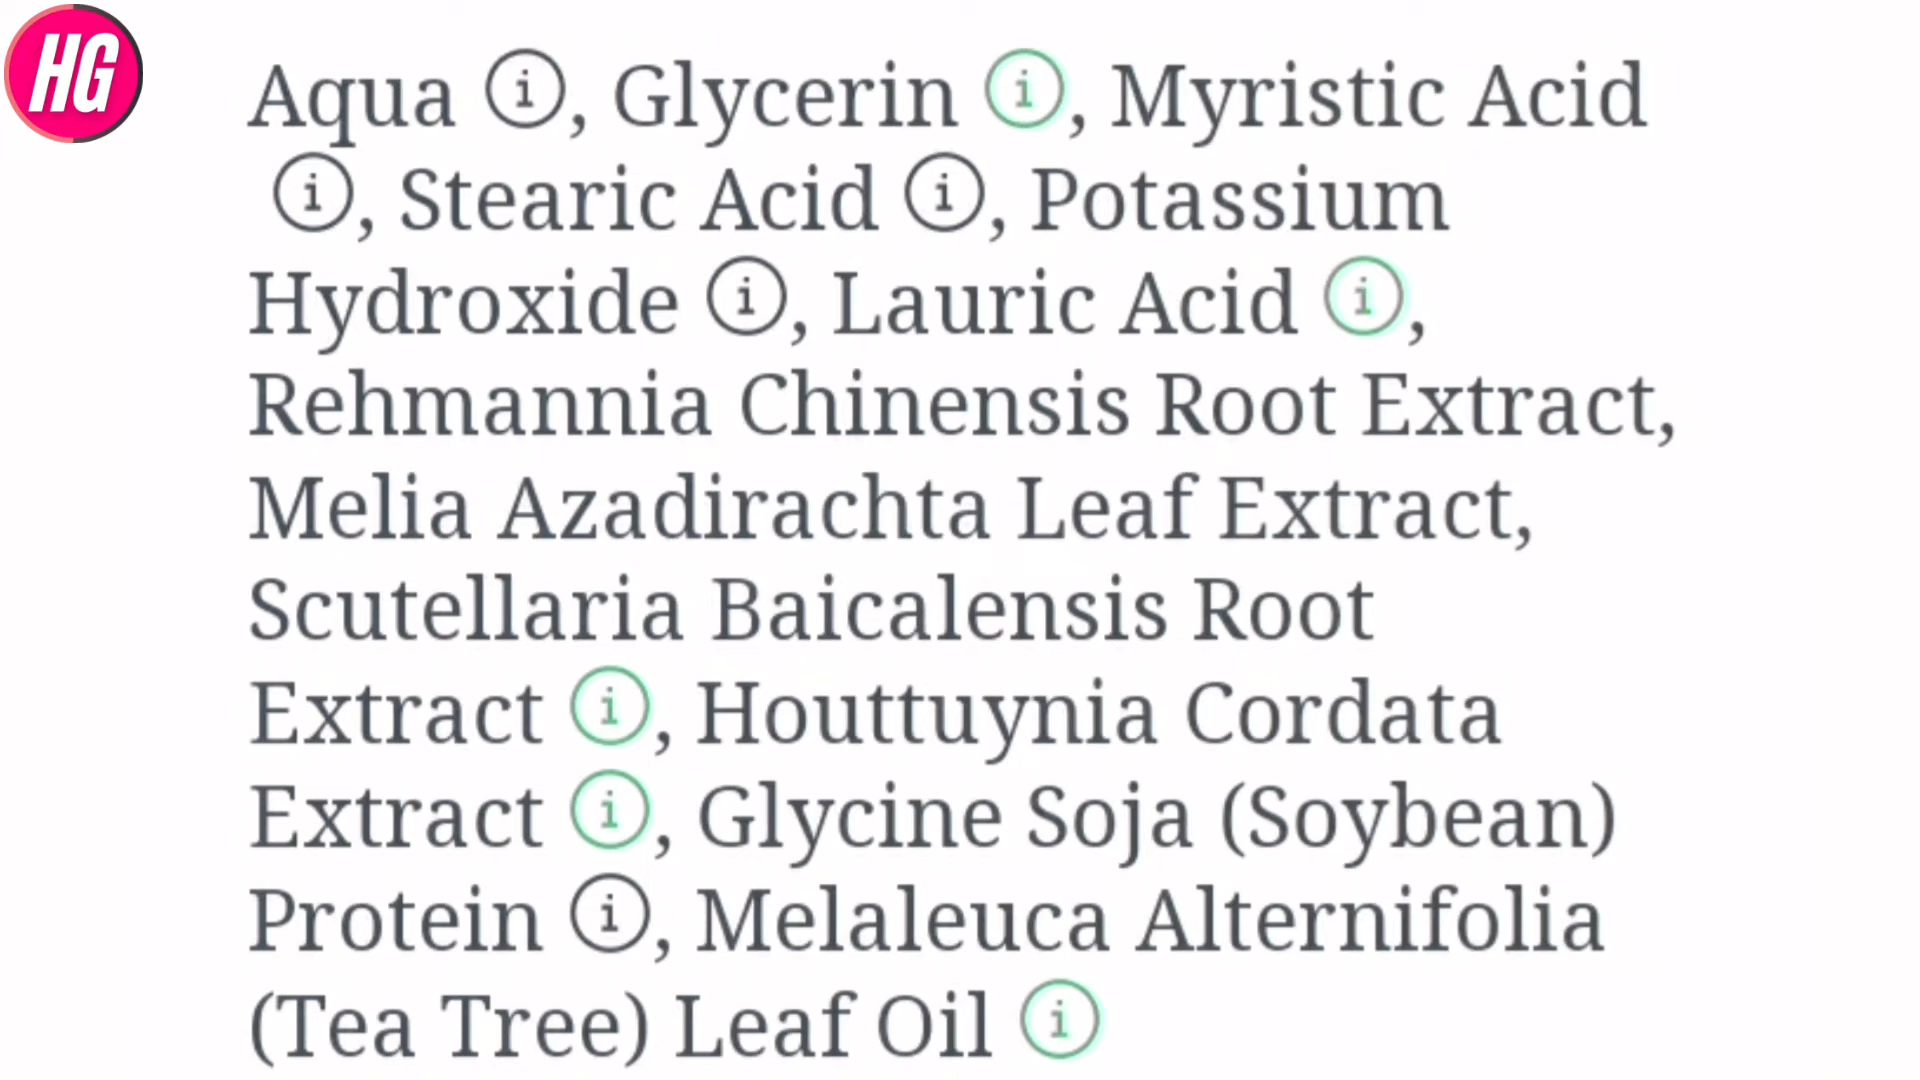 HG
Aqua i, Glycerin i, Myristic Acid
i, Stearic Acid i, Potassium
Hydroxide i, Lauric Acid i,
Rehmannia Chinensis Root Extract,
Melia Azadirachta Leaf Extract,
Scutellaria Baicalensis Root
Extract i, Houttuynia Cordata
Extract i, Glycine Soja (Soybean)
Protein i, Melaleuca Alternifolia
(Tea Tree) Leaf Oil i